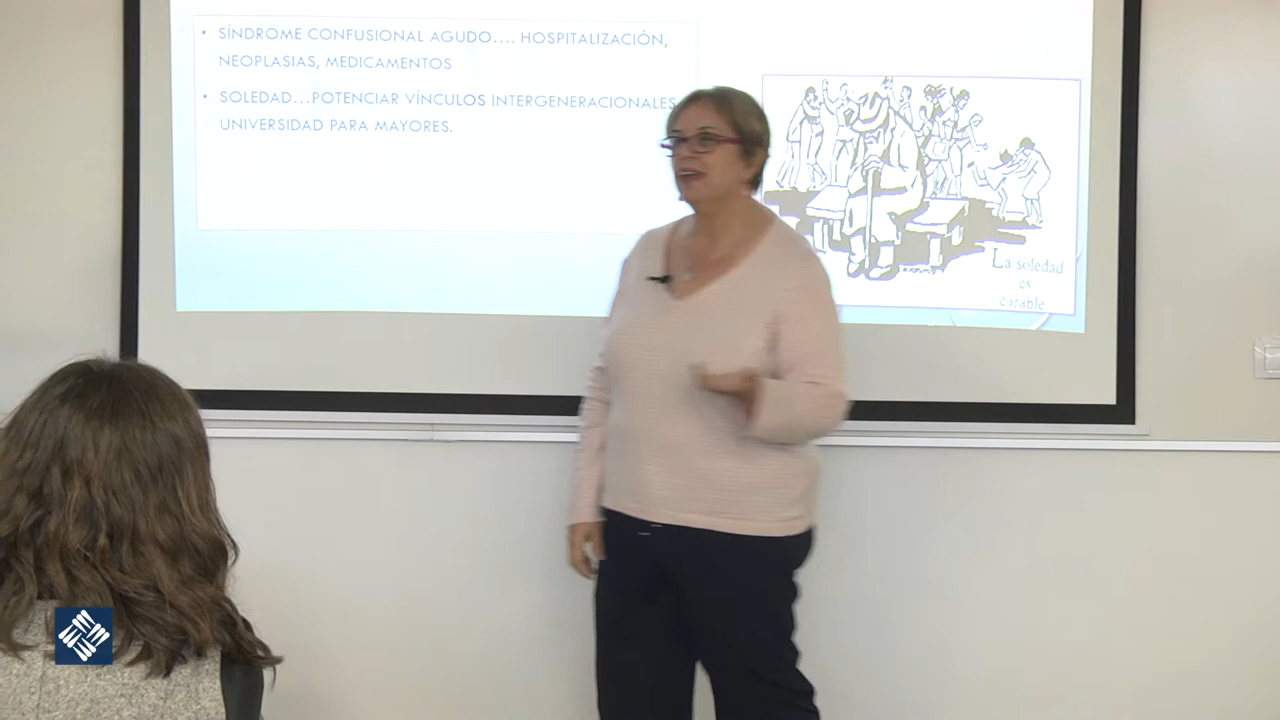 • SÍNDROME CONFUSIONAL AGUDO.... HOSPITALIZACIÓN,
NEOPLASIAS, MEDICAMENTOS
• SOLEDAD...POTENCIAR VÍNCULOS INTERGENERACIONALES
UNIVERSIDAD PARA MAYORES.
La soledad
es
curable